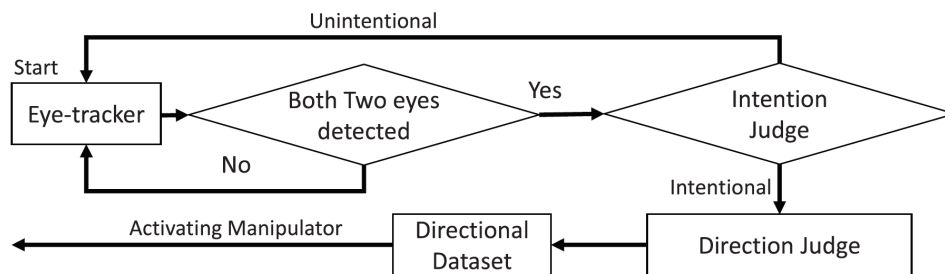 Unintentional
Start
Eye-tracker
Both Two eyes
detected
Yes
Intention
Judge
No
Intentional
Activating Manipulator
Directional
Dataset
Direction Judge